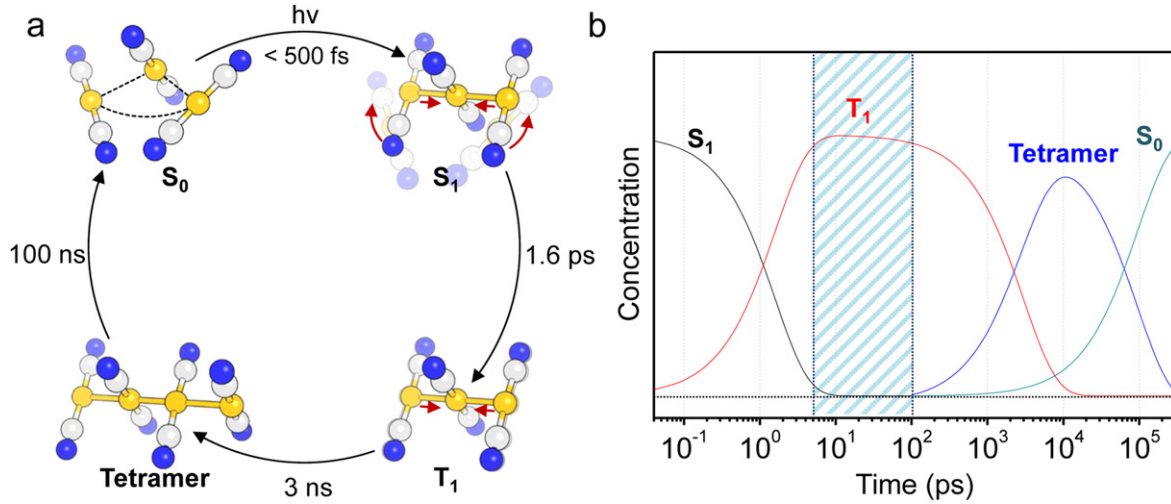 a
hv
< 500 fs
S₀
S₁
100 ns
1.6 ps
Tetramer
3 ns
T₁
b
S₁
T₁
Tetramer
S₀
Concentration
10⁻¹ 10⁰ 10¹ 10² 10³ 10⁴ 10⁵
Time (ps)